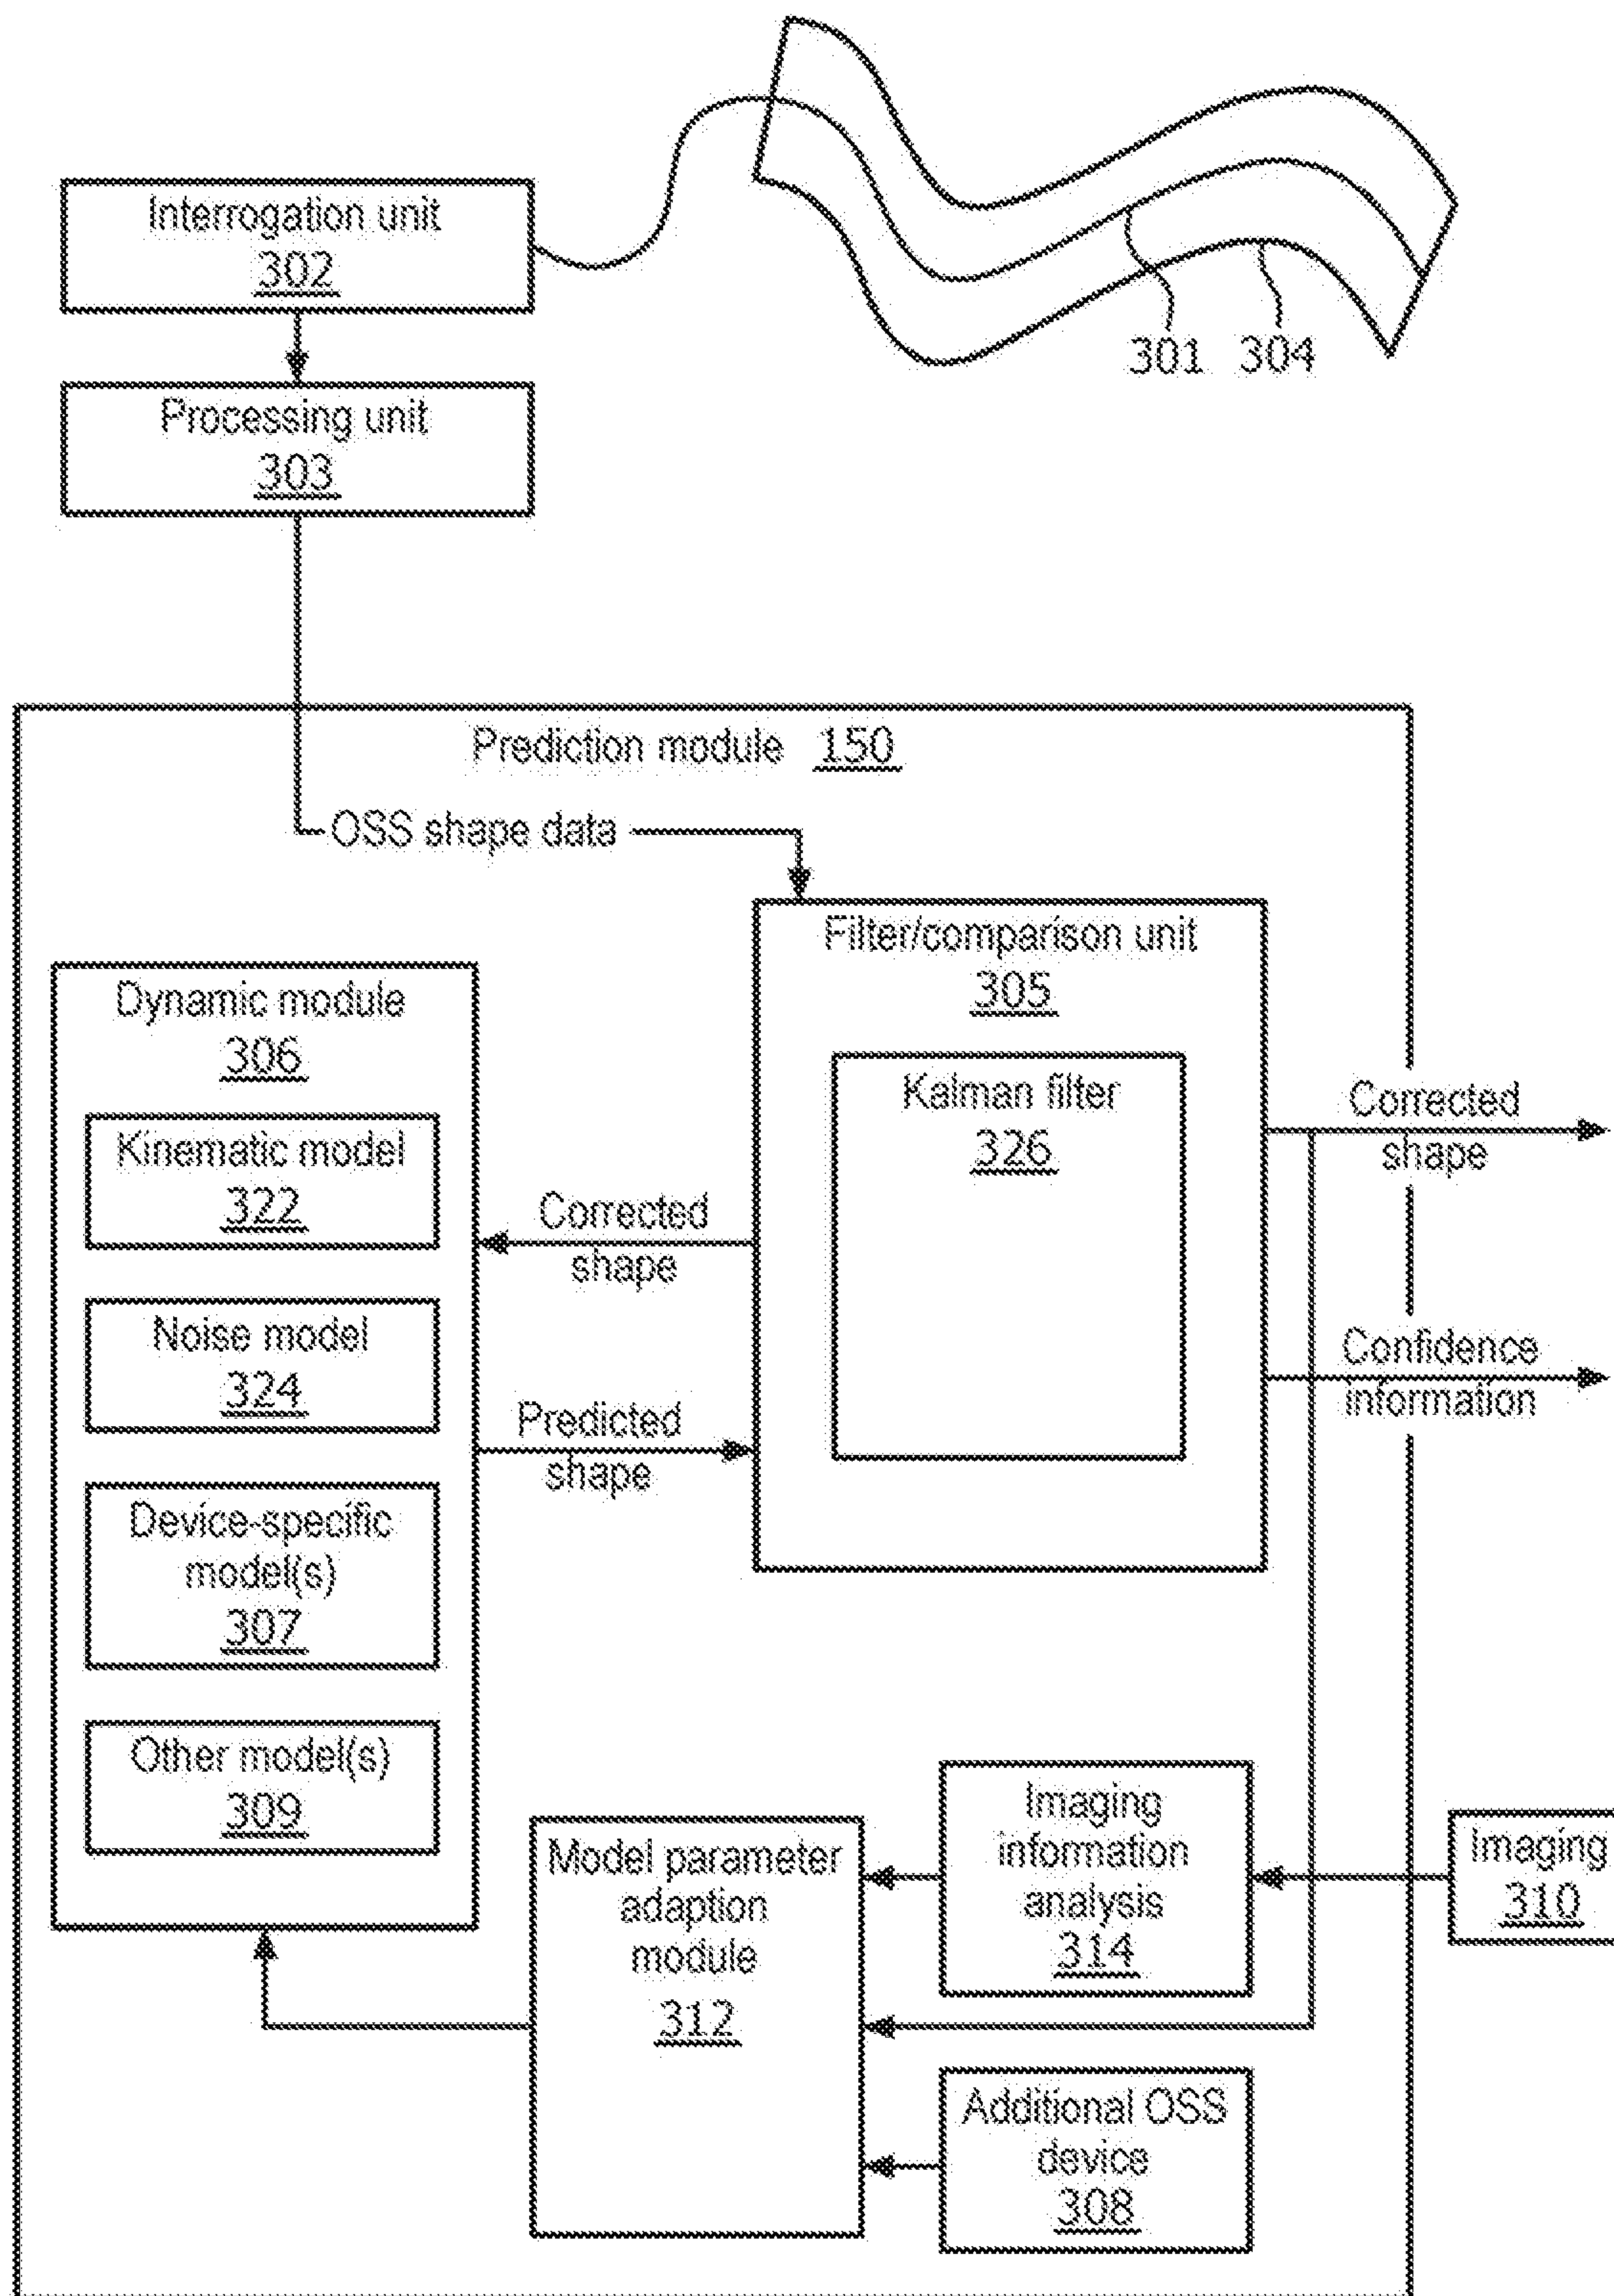 Interrogation unit
302
301
304
Processing unit
303
Prediction module 150
OSS shape data
Filter/comparison unit
305
Kalman filter
326
Dynamic module
306
Kinematic model
322
Noise model
324
Device-specific
model(s)
307
Other model(s)
309
Corrected
shape
Predicted
shape
Corrected
shape
Confidence
information
Model parameter
adaption
module
312
Imaging
information
analysis
314
Imaging
310
Additional OSS
device
308